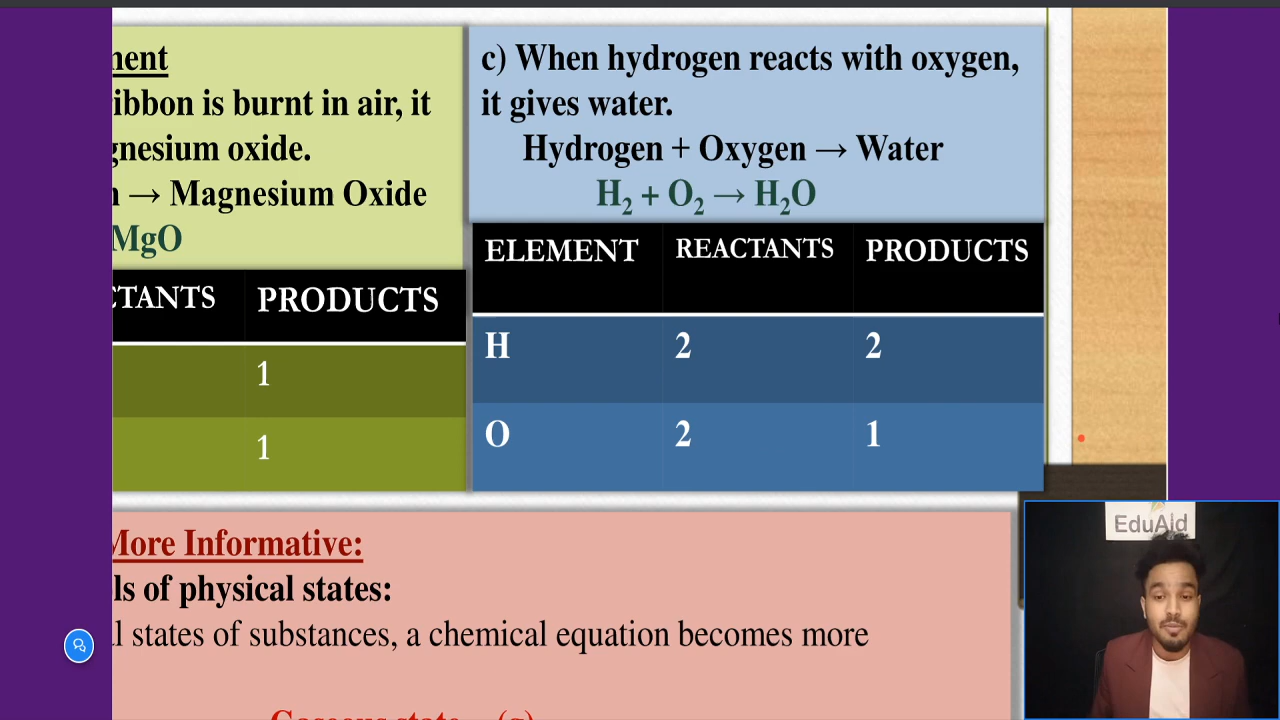 ment
ibbon is burnt in air, it
gnesium oxide.
→ Magnesium Oxide
MgO
CTANTS PRODUCTS
1
1
c) When hydrogen reacts with oxygen,
it gives water.
Hydrogen + Oxygen → Water
H₂ + O₂ → H₂O
ELEMENT REACTANTS PRODUCTS
H 2 2
O 2 1
More Informative:
ls of physical states:
l states of substances, a chemical equation becomes more
Gaseous state – (g)
EduAid